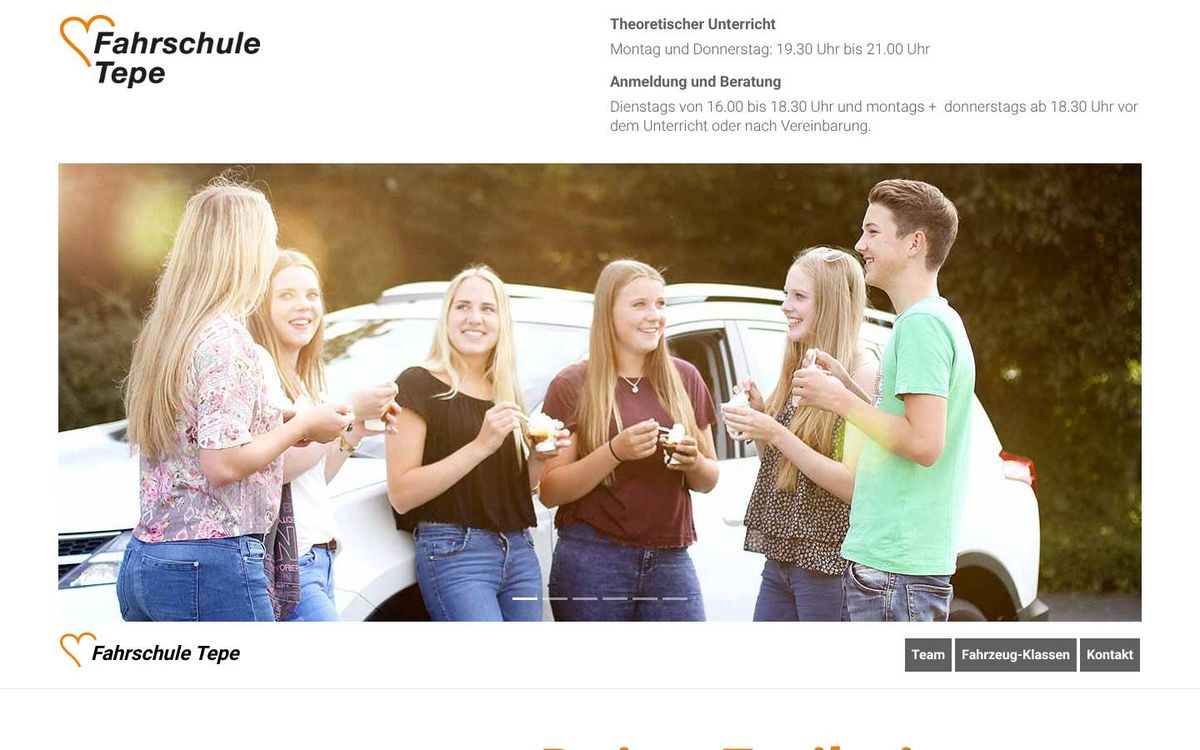 Fahrschule
Tepe
Theoretischer Unterricht
Montag und Donnerstag: 19.30 Uhr bis 21.00 Uhr
Anmeldung und Beratung
Dienstags von 16.00 bis 18.30 Uhr und montags +  donnerstags ab 18.30 Uhr vor
dem Unterricht oder nach Vereinbarung.
Fahrschule Tepe
Team
Fahrzeug-Klassen
Kontakt